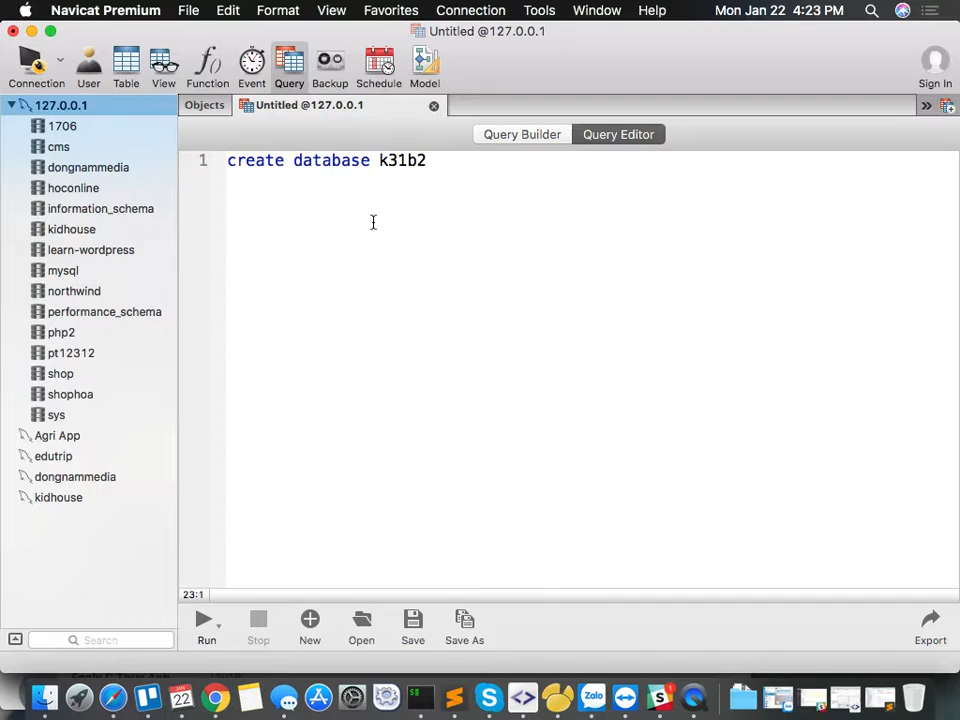 Navicat Premium File Edit Format View Favorites Connection Tools Window Help Mon Jan 22 4:23 PM
Untitled @127.0.0.1
Connection User Table View Function Event Query Backup Schedule Model Sign In
127.0.0.1 Objects Untitled @127.0.0.1
Query Builder Query Editor
1 create database k31b2
1706
cms
dongnammedia
hoconline
information_schema
kidhouse
learn-wordpress
mysql
northwind
performance_schema
php2
pt12312
shop
shophoa
sys
Agri App
edutrip
dongnammedia
kidhouse
23:1
Run Stop New Open Save Save As Export
Search
JAN
22
Zalo